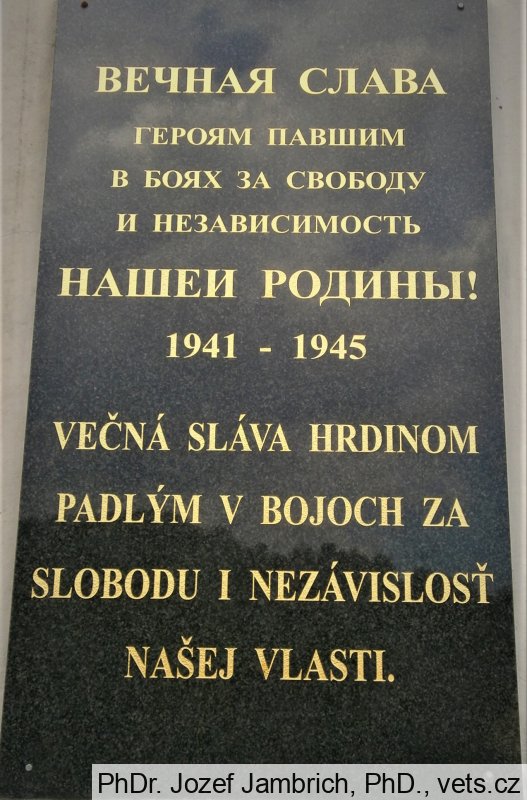 ВЕЧНАЯ СЛАВА
ГЕРОЯМ ПАВШИМ
В БОЯХ ЗА СВОБОДУ
И НЕЗАВИСИМОСТЬ
НАШЕИ РОДИНЫ!
1941 - 1945
VEČNÁ SLÁVA HRDINOM
PADLÝM V BOJOCH ZA
SLOBODU I NEZÁVISLOSŤ
NAŠEJ VLASTI.
PhDr. Jozef Jambrich, PhD., vets.cz